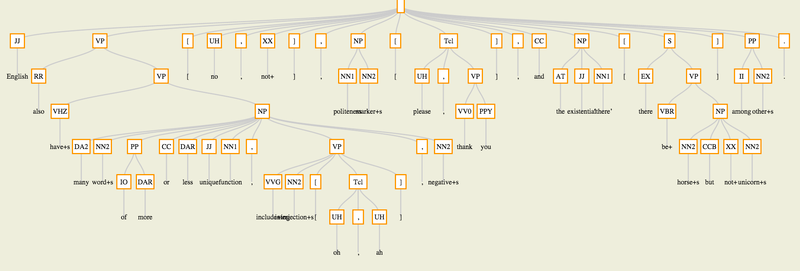 JJ VP [ UH , XX ] , NP [ Tcl ] , CC NP [ S ] PP .
English RR VP [ no , not+ ] , NN1 NN2 [ UH , VP ] , and AT JJ NN1 [ EX VP ] II NN2 .
also VHZ NP politeness marker+s please , VV0 PPY the existential 'there' there VBR NP among other+s
have+s DA2 NN2 PP CC DAR JJ NN1 , VP , NN2 thank you be+ NN2 CCB XX NN2
many word+s IO DAR or less unique function , VVG NN2 [ Tcl ] , negative+s horse+s but not+ unicorn+s
of more interjection+s [ UH , UH ]
oh , ah